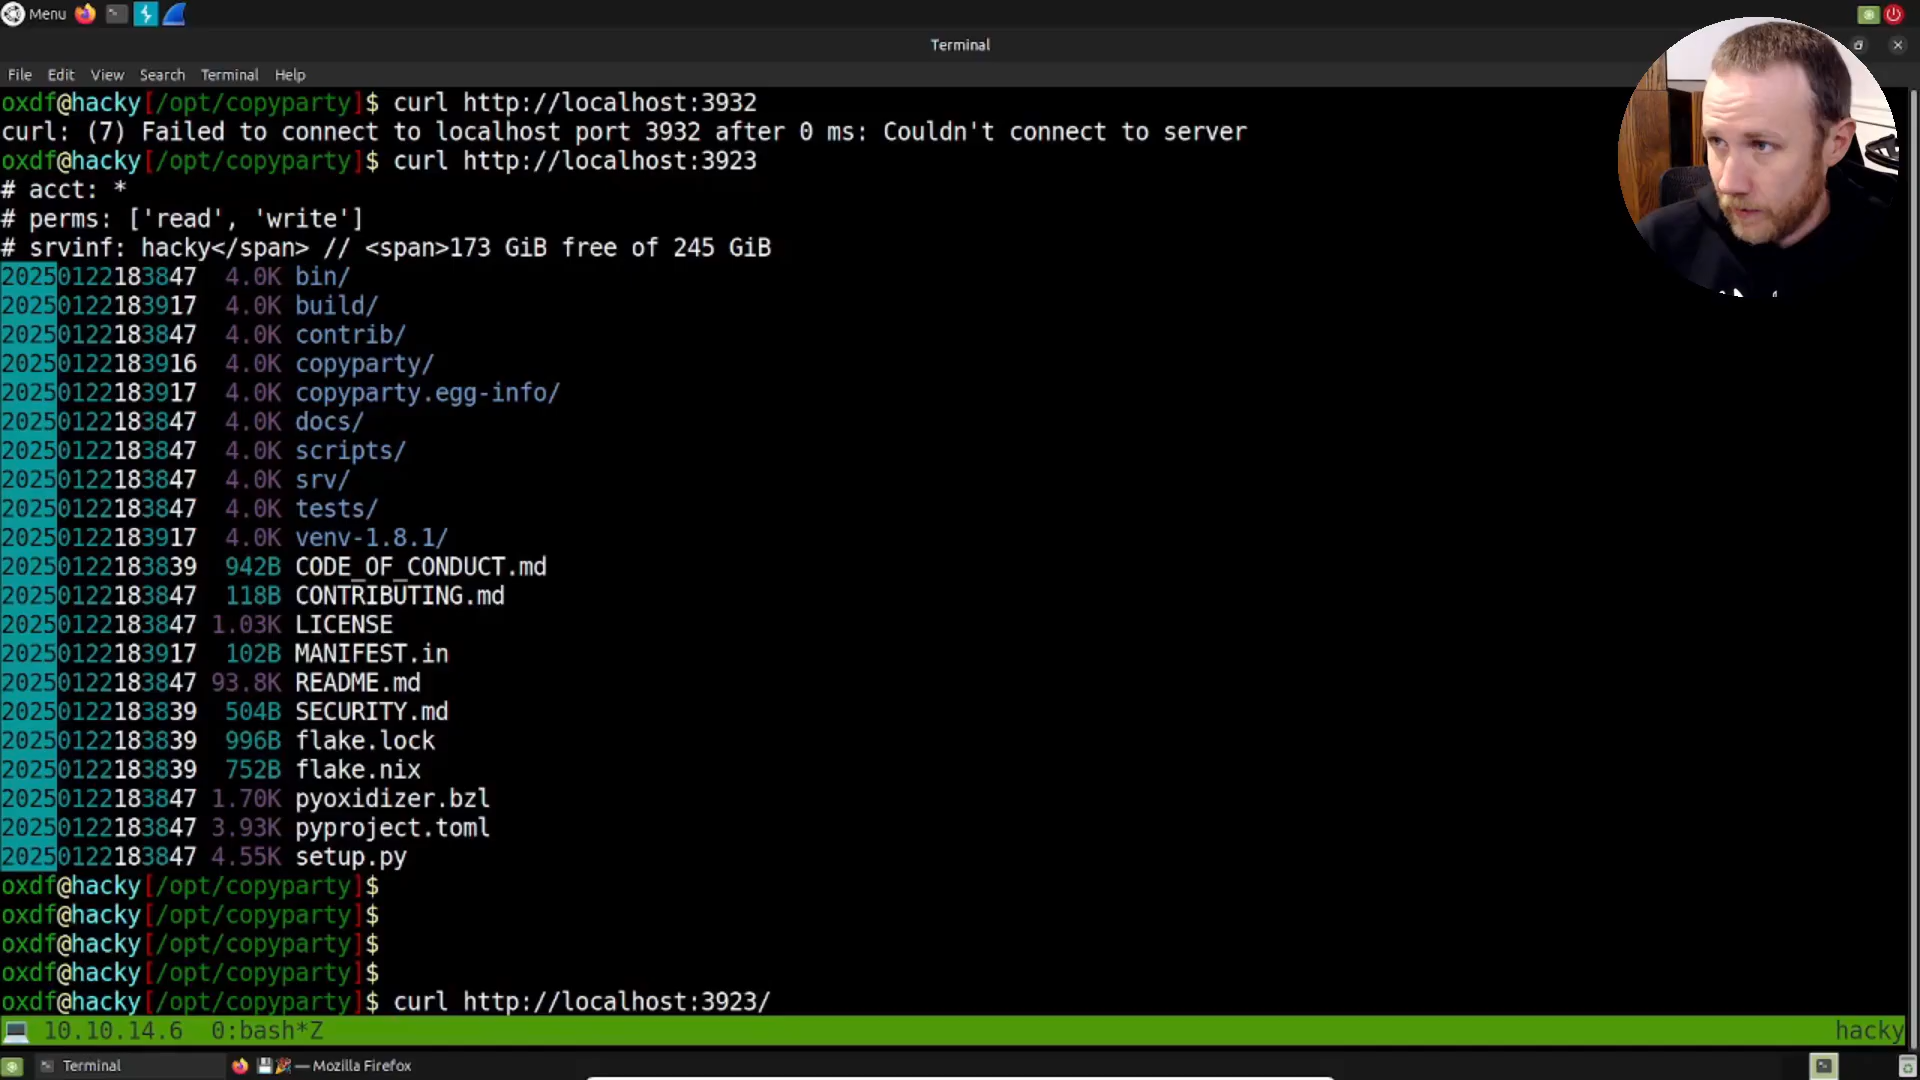 Menu
Terminal
File Edit View Search Terminal Help
oxdf@hacky[/opt/copyparty]$ curl http://localhost:3932
curl: (7) Failed to connect to localhost port 3932 after 0 ms: Couldn't connect to server
oxdf@hacky[/opt/copyparty]$ curl http://localhost:3923
# acct: *
# perms: ['read', 'write']
# srvinf: hacky</span> // <span>173 GiB free of 245 GiB
20250122183847 4.0K bin/
20250122183917 4.0K build/
20250122183847 4.0K contrib/
20250122183916 4.0K copyparty/
20250122183917 4.0K copyparty.egg-info/
20250122183847 4.0K docs/
20250122183847 4.0K scripts/
20250122183847 4.0K srv/
20250122183847 4.0K tests/
20250122183917 4.0K venv-1.8.1/
20250122183839 942B CODE_OF_CONDUCT.md
20250122183847 118B CONTRIBUTING.md
20250122183847 1.03K LICENSE
20250122183917 102B MANIFEST.in
20250122183847 93.8K README.md
20250122183839 504B SECURITY.md
20250122183839 996B flake.lock
20250122183839 752B flake.nix
20250122183847 1.70K pyoxidizer.bzl
20250122183847 3.93K pyproject.toml
20250122183847 4.55K setup.py
oxdf@hacky[/opt/copyparty]$
oxdf@hacky[/opt/copyparty]$
oxdf@hacky[/opt/copyparty]$
oxdf@hacky[/opt/copyparty]$
oxdf@hacky[/opt/copyparty]$ curl http://localhost:3923/
10.10.14.6 0:bash*Z hacky
Terminal 💾🎉 — Mozilla Firefox